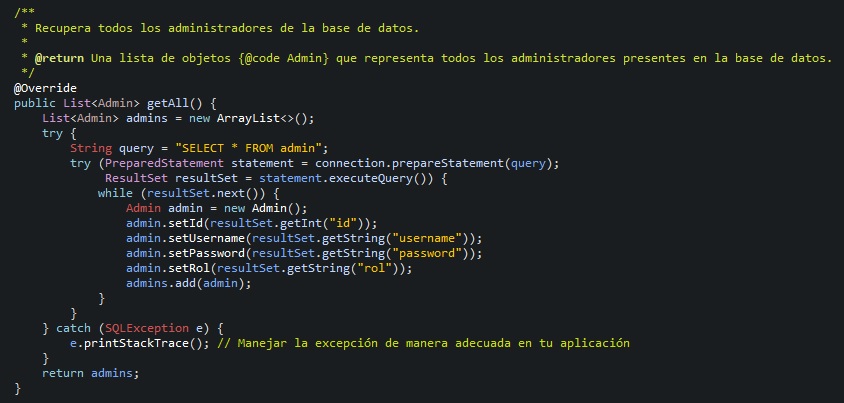 /**
 * Recupera todos los administradores de la base de datos.
 *
 * @return Una lista de objetos {@code Admin} que representa todos los administradores presentes en la base de datos.
 */
@Override
public List<Admin> getAll() {
    List<Admin> admins = new ArrayList<>();
    try {
        String query = "SELECT * FROM admin";
        try (PreparedStatement statement = connection.prepareStatement(query);
             ResultSet resultSet = statement.executeQuery()) {
            while (resultSet.next()) {
                Admin admin = new Admin();
                admin.setId(resultSet.getInt("id"));
                admin.setUsername(resultSet.getString("username"));
                admin.setPassword(resultSet.getString("password"));
                admin.setRol(resultSet.getString("rol"));
                admins.add(admin);
            }
        }
    } catch (SQLException e) {
        e.printStackTrace(); // Manejar la excepción de manera adecuada en tu aplicación
    }
    return admins;
}